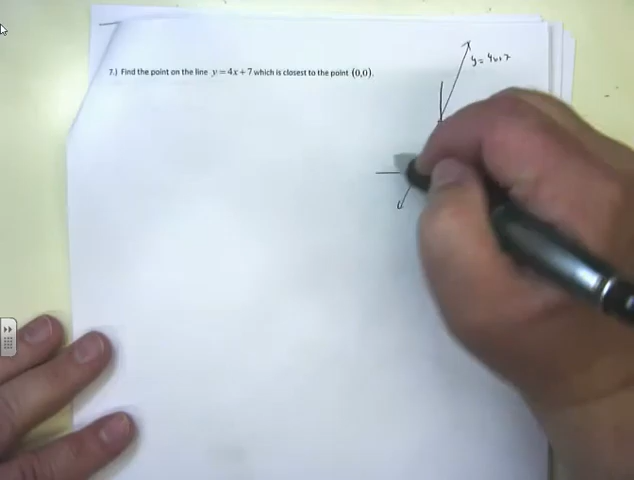 7.) Find the point on the line y=4x+7 which is closest to the point (0,0).
y=4x+7